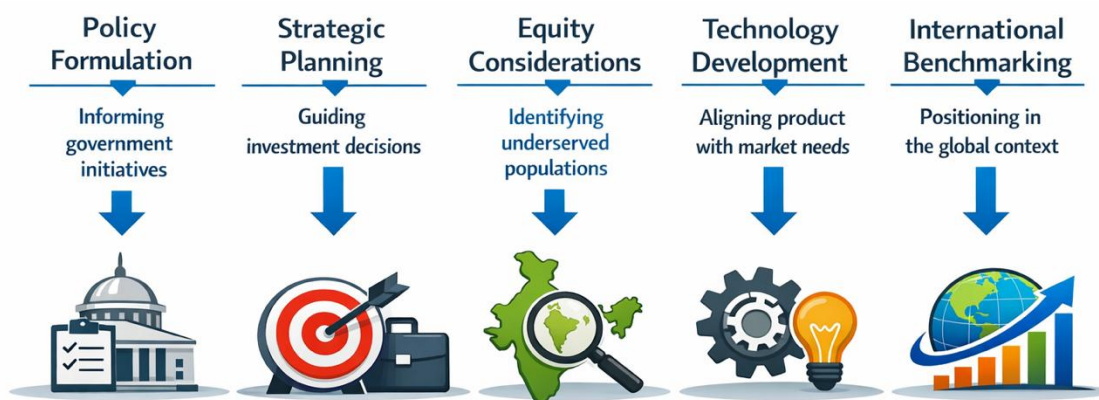 Policy
Formulation
Informing
government
initiatives
Strategic
Planning
Guiding
investment decisions
Equity
Considerations
Identifying
underserved
populations
Technology
Development
Aligning product
with market needs
International
Benchmarking
Positioning in
the global context